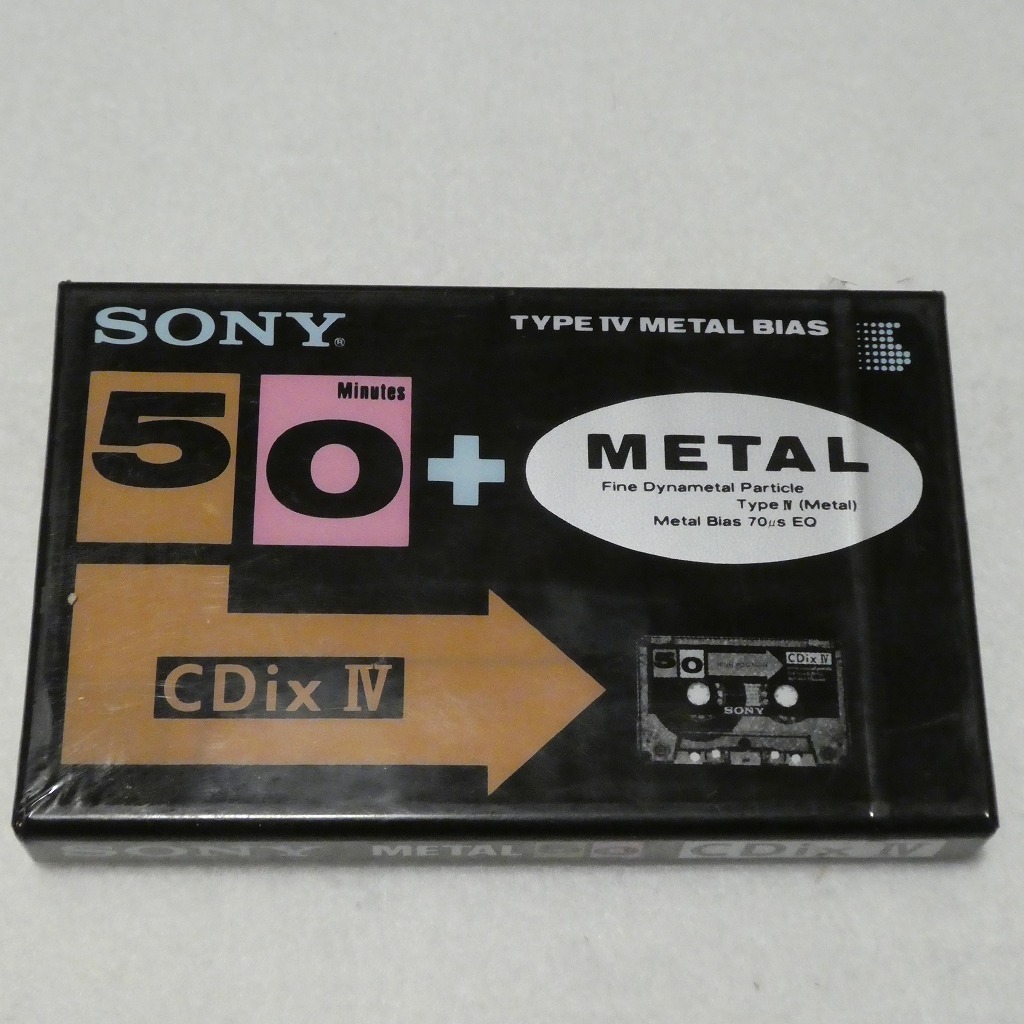 SONY®
TYPE IV METAL BIAS
50
Minutes
+
METAL
Fine Dynametal Particle
Type IV (Metal)
Metal Bias 70μs EQ
CDix IV
50
CDix IV
SONY
SONY METAL CDix IV